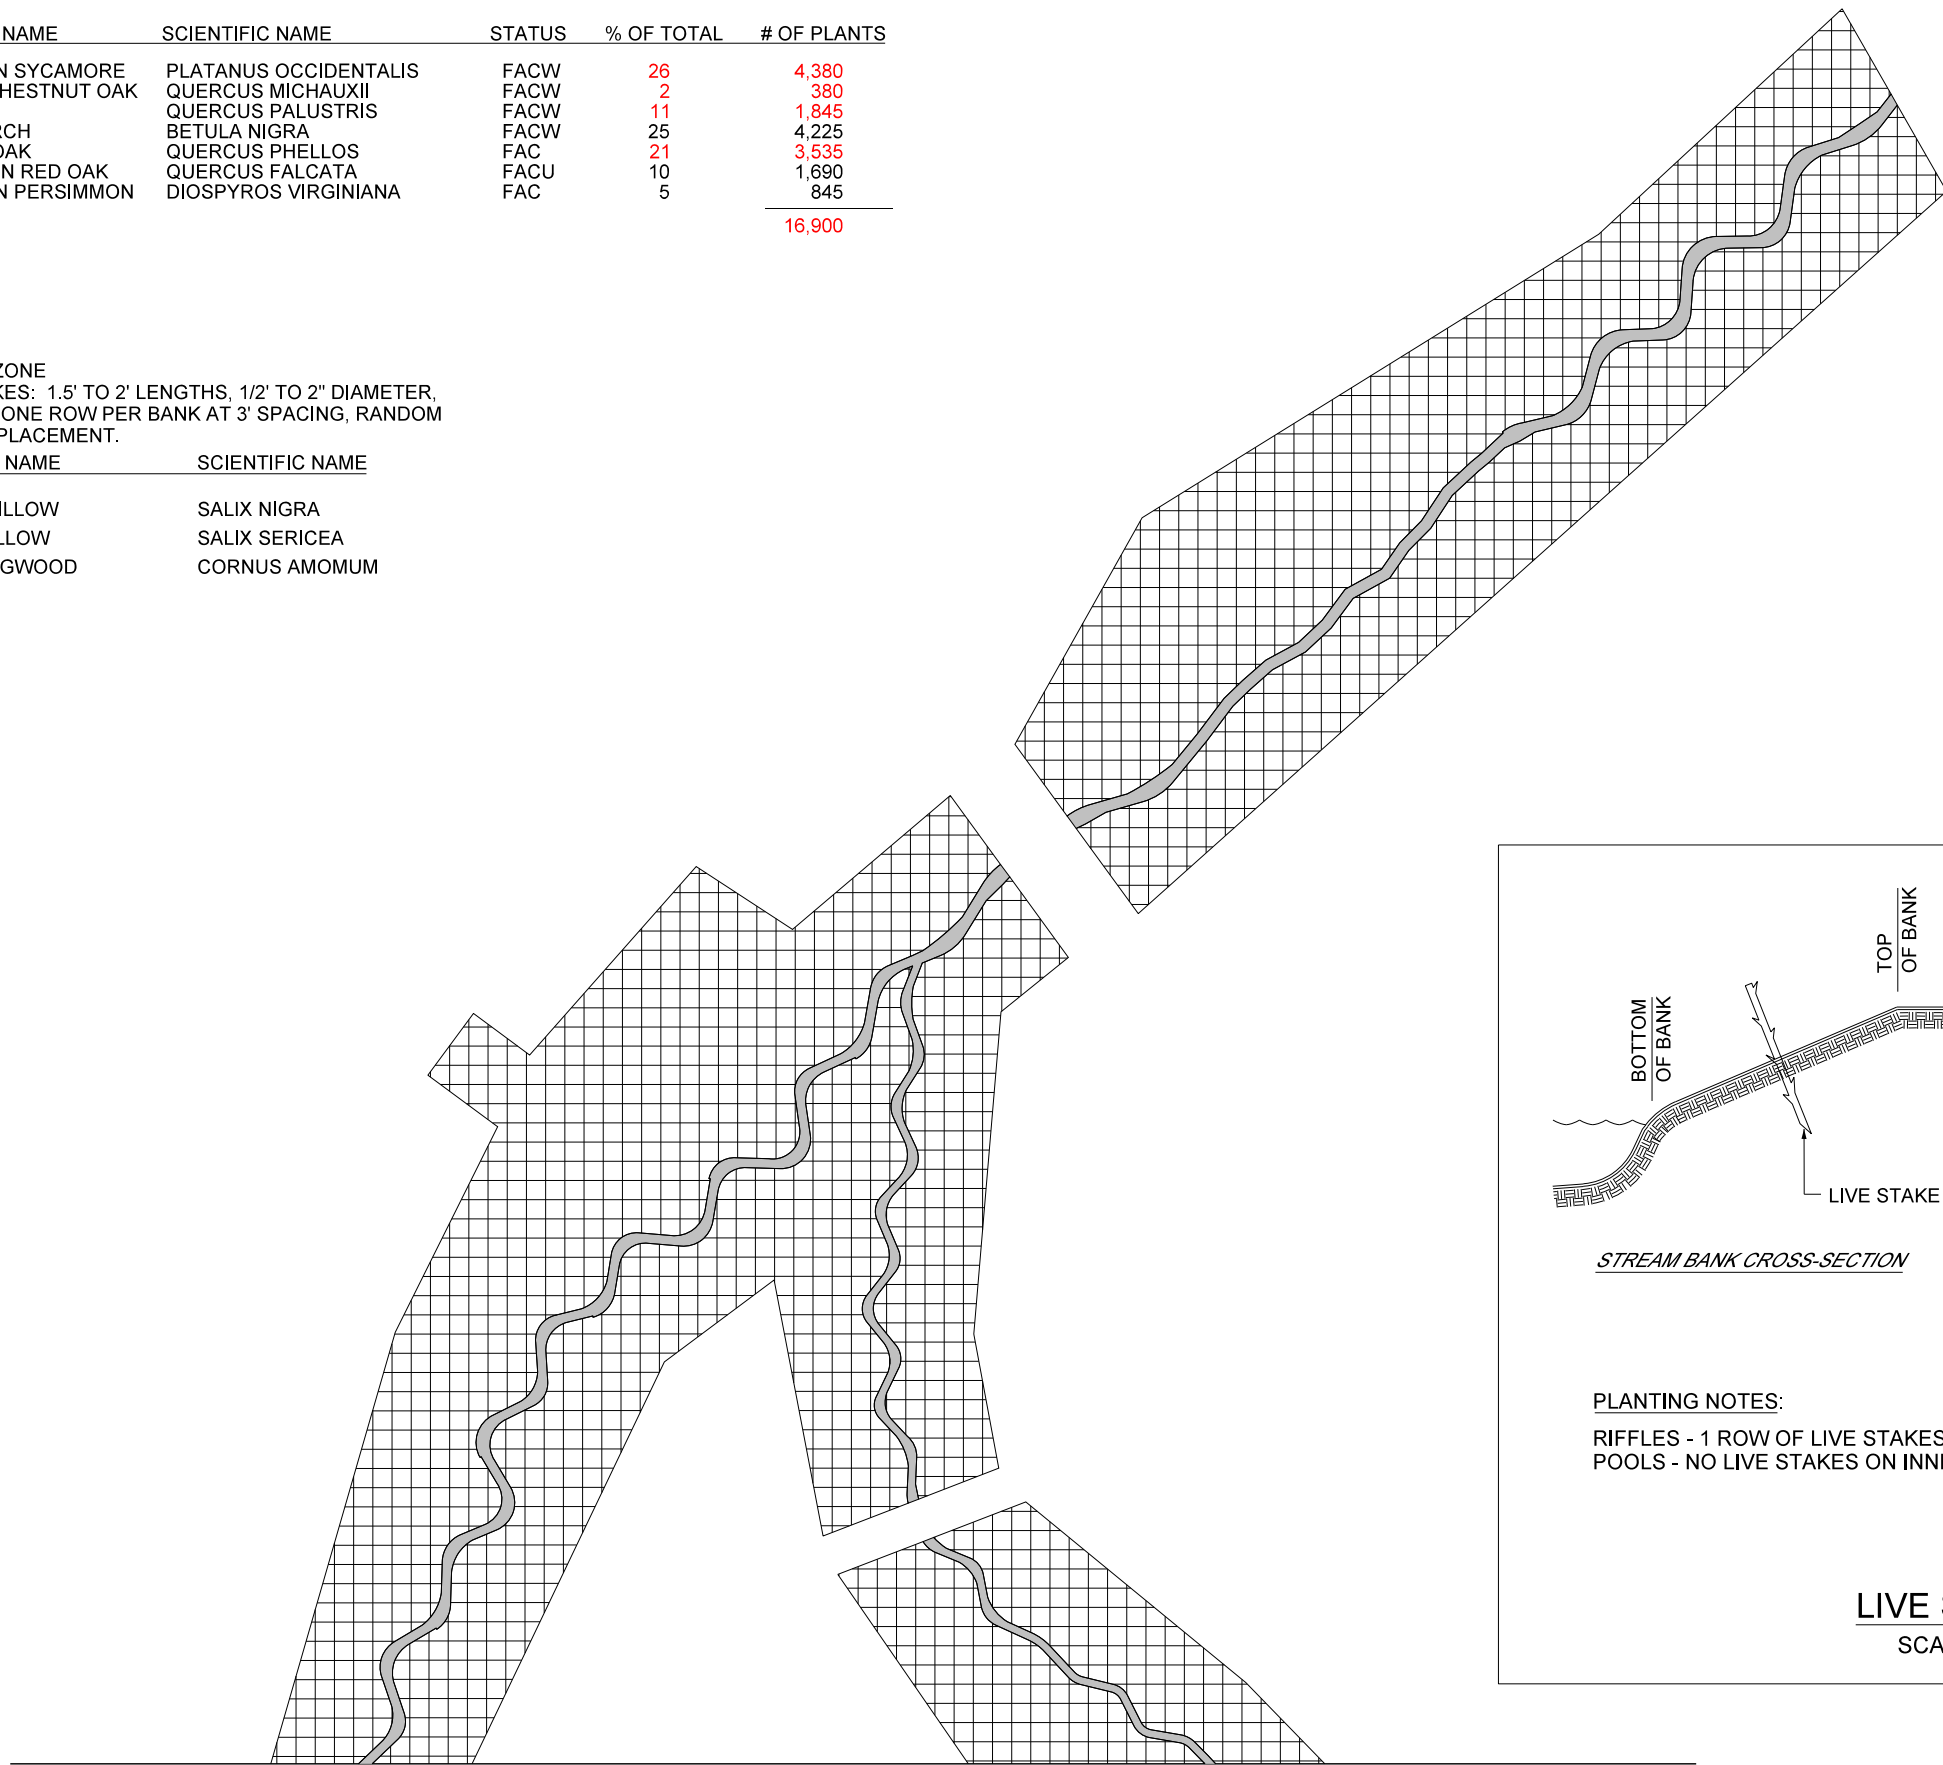 NAME SCIENTIFIC NAME STATUS % OF TOTAL # OF PLANTS
N SYCAMORE PLATANUS OCCIDENTALIS FACW 26 4,380
HESTNUT OAK QUERCUS MICHAUXII FACW 2 380
QUERCUS PALUSTRIS FACW 11 1,845
RCH BETULA NIGRA FACW 25 4,225
OAK QUERCUS PHELLOS FAC 21 3,535
N RED OAK QUERCUS FALCATA FACU 10 1,690
N PERSIMMON DIOSPYROS VIRGINIANA FAC 5 845
16,900
ZONE
KES: 1.5' TO 2' LENGTHS, 1/2' TO 2" DIAMETER,
ONE ROW PER BANK AT 3' SPACING, RANDOM
PLACEMENT.
NAME SCIENTIFIC NAME
ILLOW SALIX NIGRA
LLOW SALIX SERICEA
GWOOD CORNUS AMOMUM
TOP
OF BANK
BOTTOM
OF BANK
LIVE STAKE
STREAM BANK CROSS-SECTION
PLANTING NOTES:
RIFFLES - 1 ROW OF LIVE STAKES
POOLS - NO LIVE STAKES ON INN
LIVE
SCA